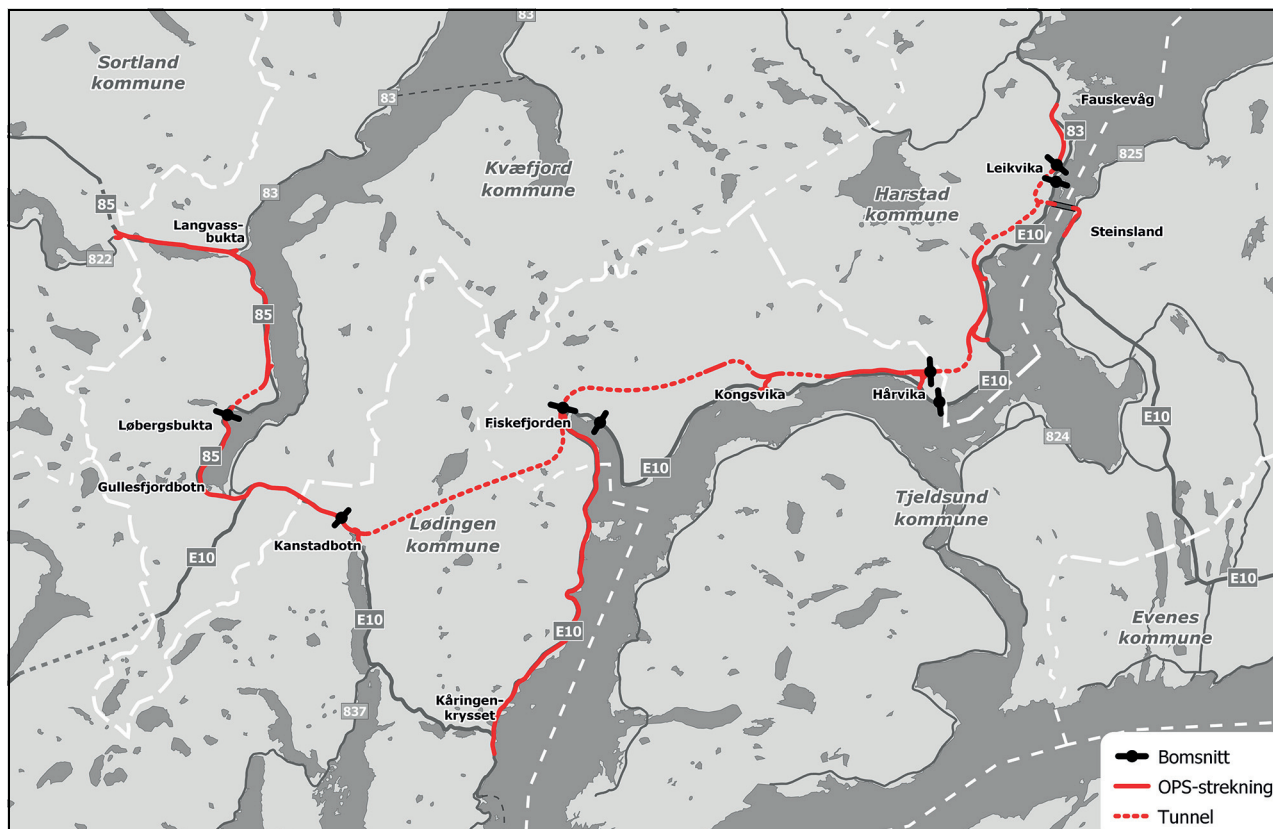 83
Sortland
kommune
83
Fauskevåg
83
825
Kvæfjord
kommune
Leikvika
Harstad
kommune
85
83
Langvass-
bukta
822
E10
Steinsland
85
E10
Kongsvika
Hårvika
Løbergsbukta
Fiskefjorden
E10
824
85
E10
Gullesfjordbotn
Tjeldsund
kommune
Lødingen
kommune
Kanstadbotn
E10
E10
E10
E10
Evenes
kommune
Kåringen-
krysset
837
Bomsnitt
OPS-strekning
Tunnel